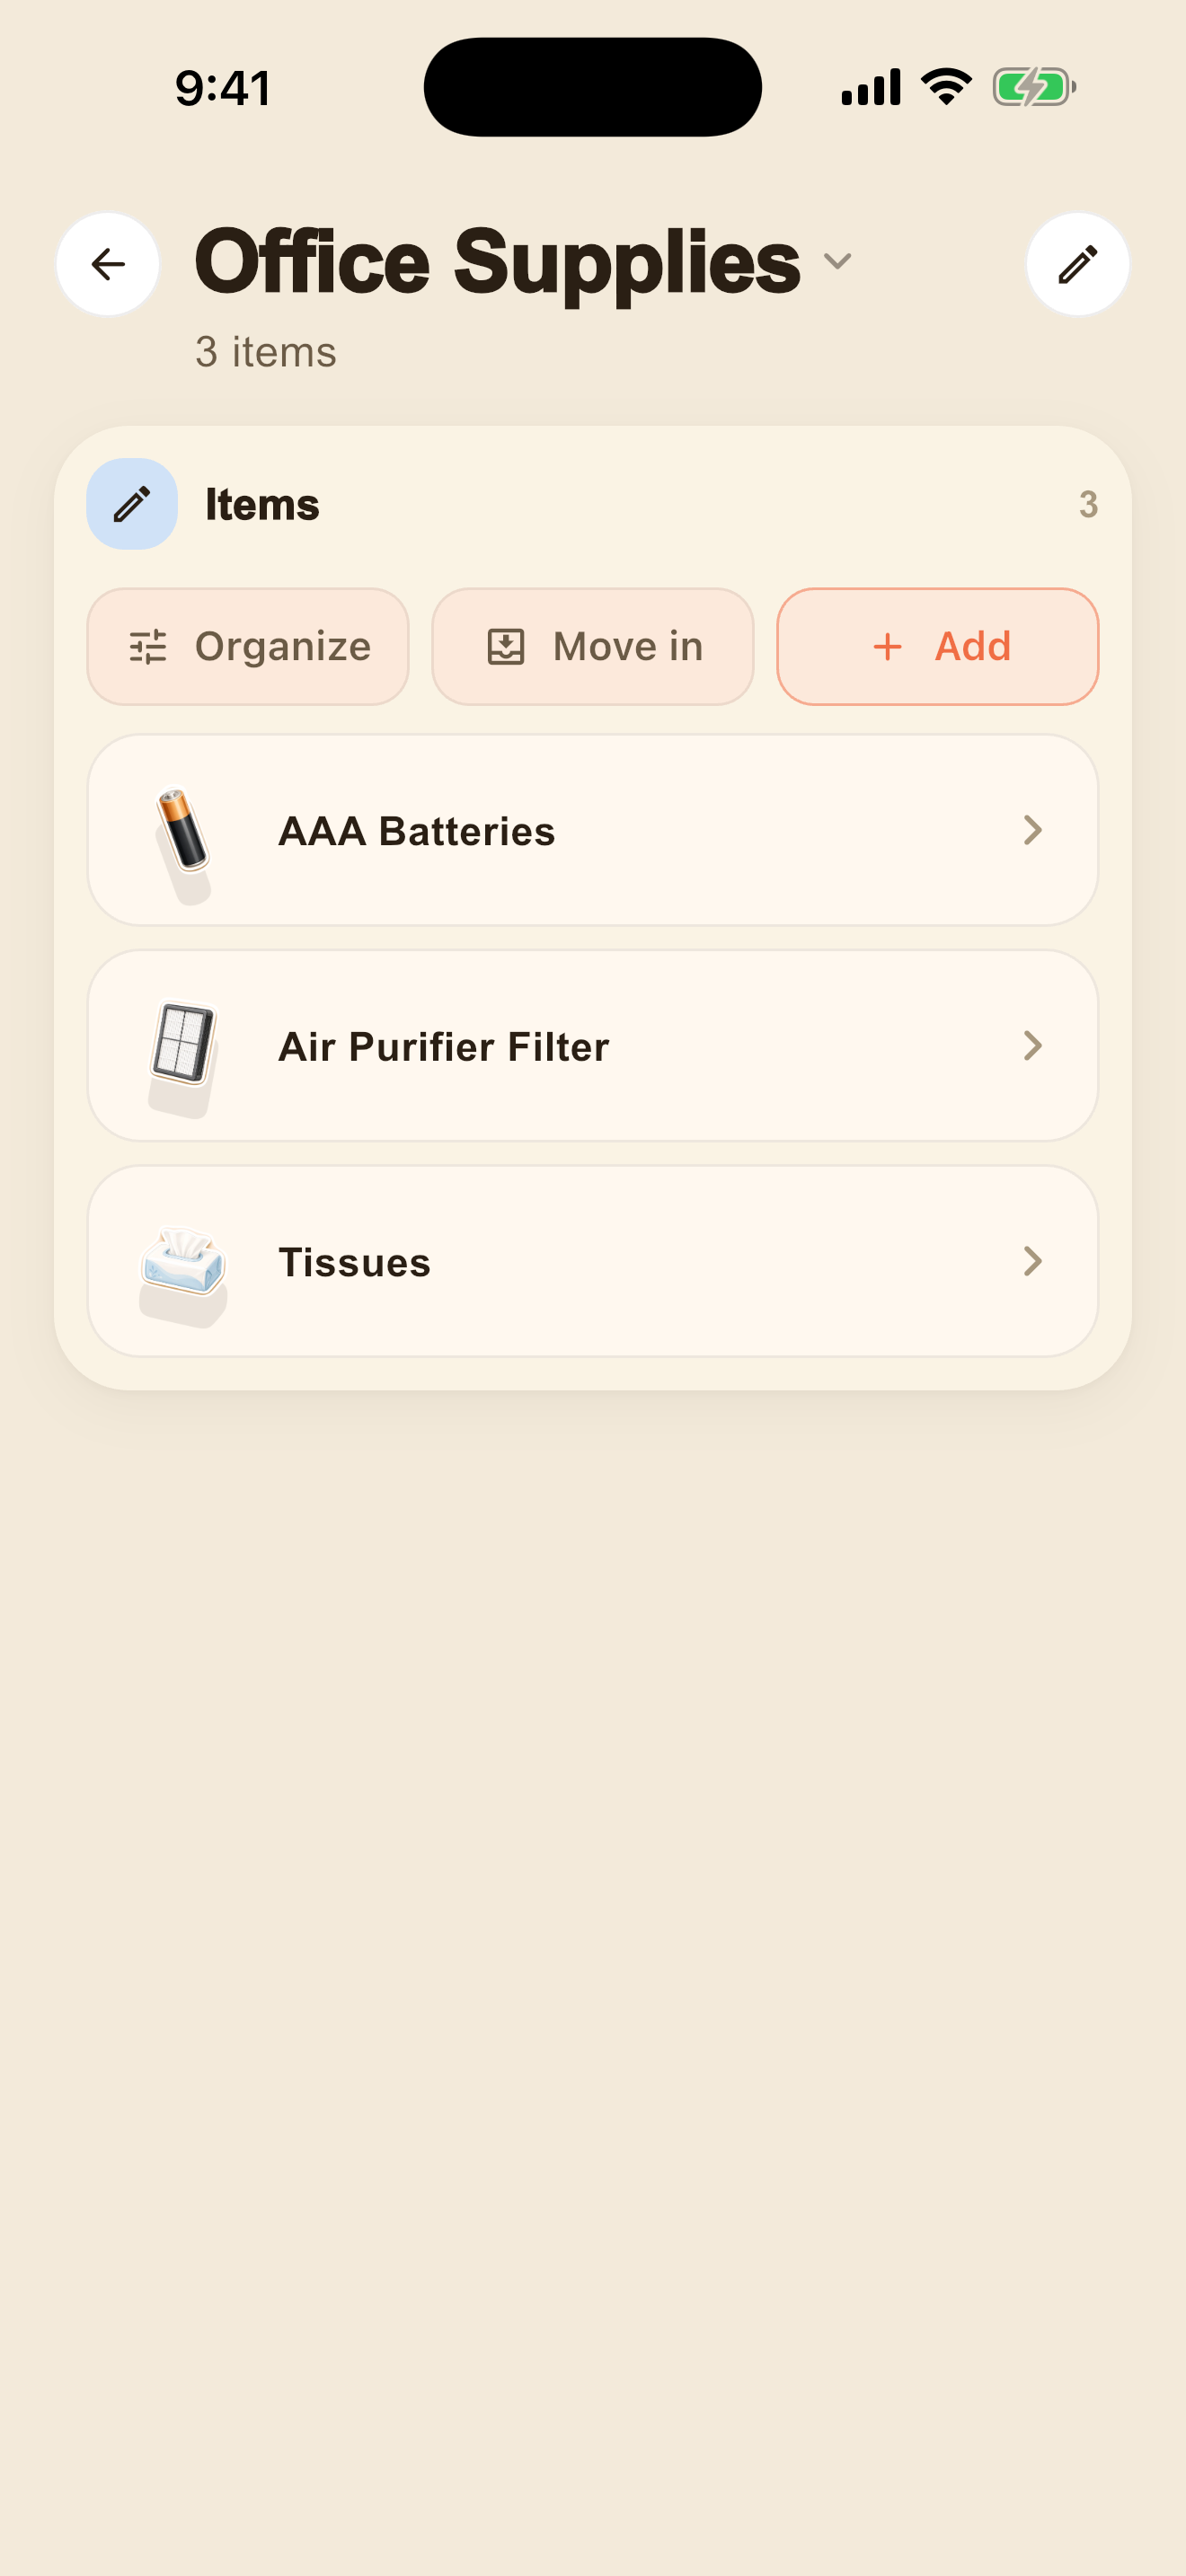 9:41
Office Supplies
3 items
Items
3
Organize
Move in
Add
AAA Batteries
Air Purifier Filter
Tissues